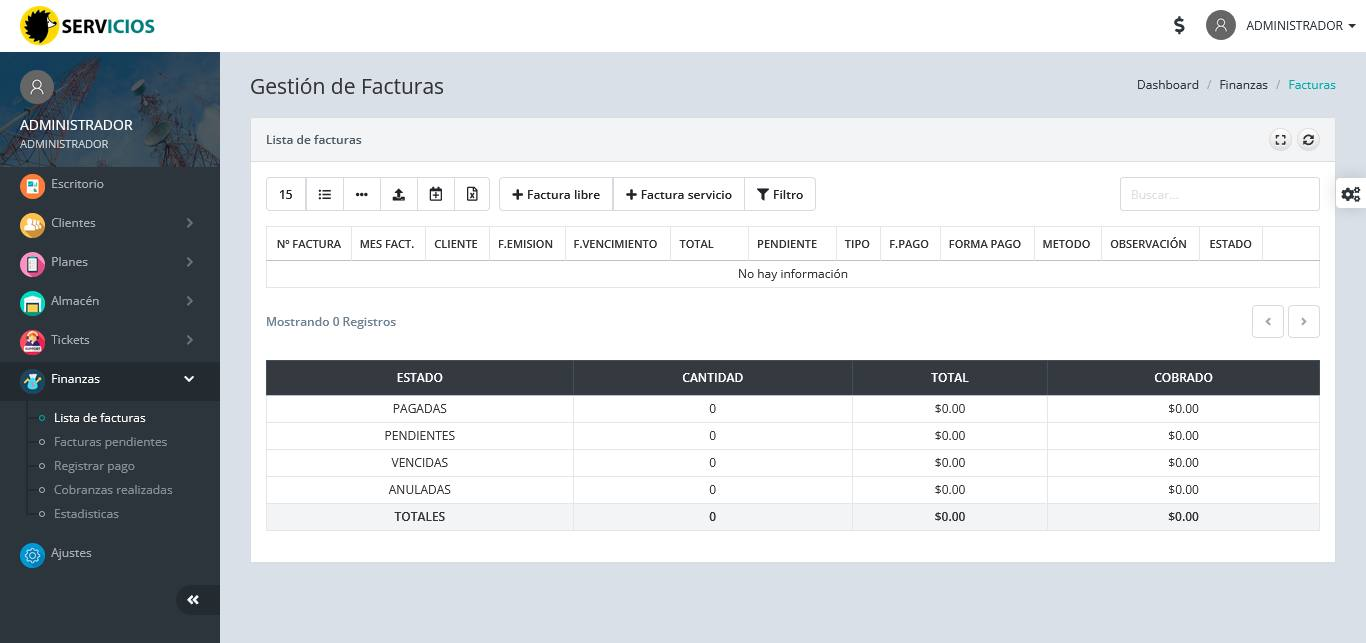 SERVICIOS
$ ADMINISTRADOR
ADMINISTRADOR
ADMINISTRADOR
Escritorio
Clientes
Planes
Almacén
Tickets
Finanzas
Lista de facturas
Facturas pendientes
Registrar pago
Cobranzas realizadas
Estadisticas
Ajustes
Gestión de Facturas
Dashboard / Finanzas / Facturas
Lista de facturas
15 Factura libre Factura servicio Filtro Buscar...
Nº FACTURA MES FACT. CLIENTE F.EMISION F.VENCIMIENTO TOTAL PENDIENTE TIPO F.PAGO FORMA PAGO METODO OBSERVACIÓN ESTADO
No hay información
Mostrando 0 Registros
ESTADO CANTIDAD TOTAL COBRADO
PAGADAS 0 $0.00 $0.00
PENDIENTES 0 $0.00 $0.00
VENCIDAS 0 $0.00 $0.00
ANULADAS 0 $0.00 $0.00
TOTALES 0 $0.00 $0.00